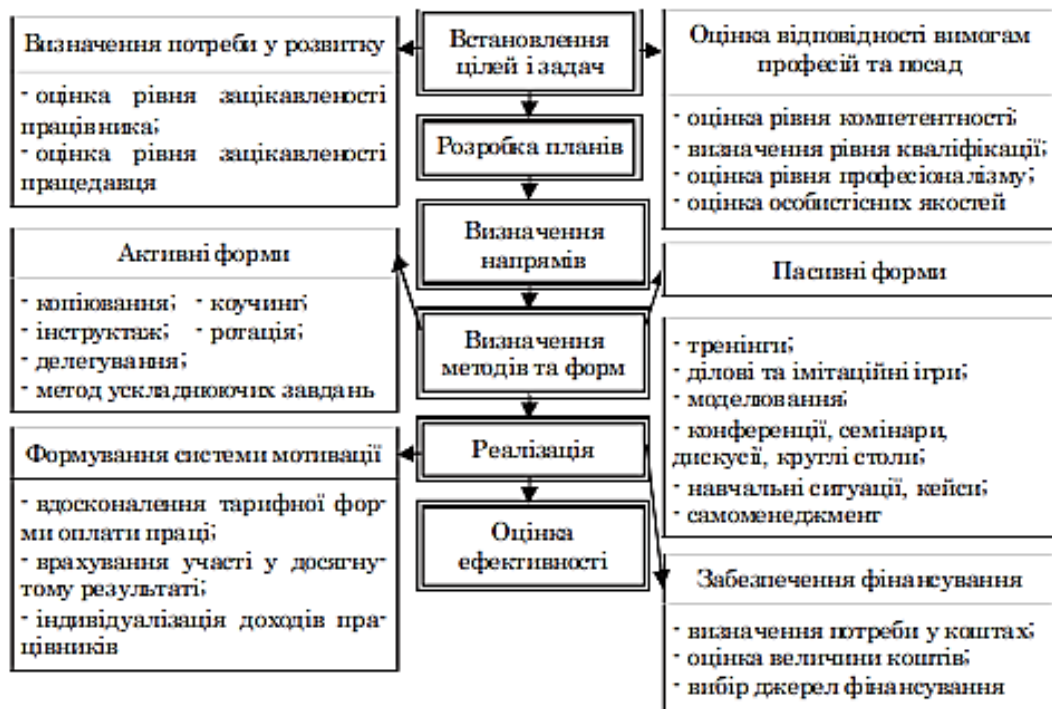 Визначення потреби у розвитку
- оцінка рівня зацікавленості
працівника;
- оцінка рівня зацікавленості
працедавця
Встановлення
цілей і задач
Оцінка відповідності вимогам
професій та посад
- оцінка рівня компетентності;
- визначення рівня кваліфікації;
- оцінка рівня професіоналізму;
- оцінка особистісних якостей
Розробка планів
Визначення
напрямів
Активні форми
- копіювання; - коучинг;
- інструктаж; - ротація;
- делегування;
- метод ускладнюючих завдань
Визначення
методів та форм
Пасивні форми
- тренінги;
- ділові та імітаційні ігри;
- моделювання;
- конференції, семінари,
дискусії, круглі столи;
- навчальні ситуації, кейси;
- самоменеджмент
Реалізація
Формування системи мотивації
- вдосконалення тарифної фор-
ми оплати праці;
- врахування участі у досягну-
тому результаті;
- індивідуалізація доходів пра-
цівників
Оцінка
ефективності
Забезпечення фінансування
- визначення потреби у коштах;
- оцінка величини коштів;
- вибір джерел фінансування